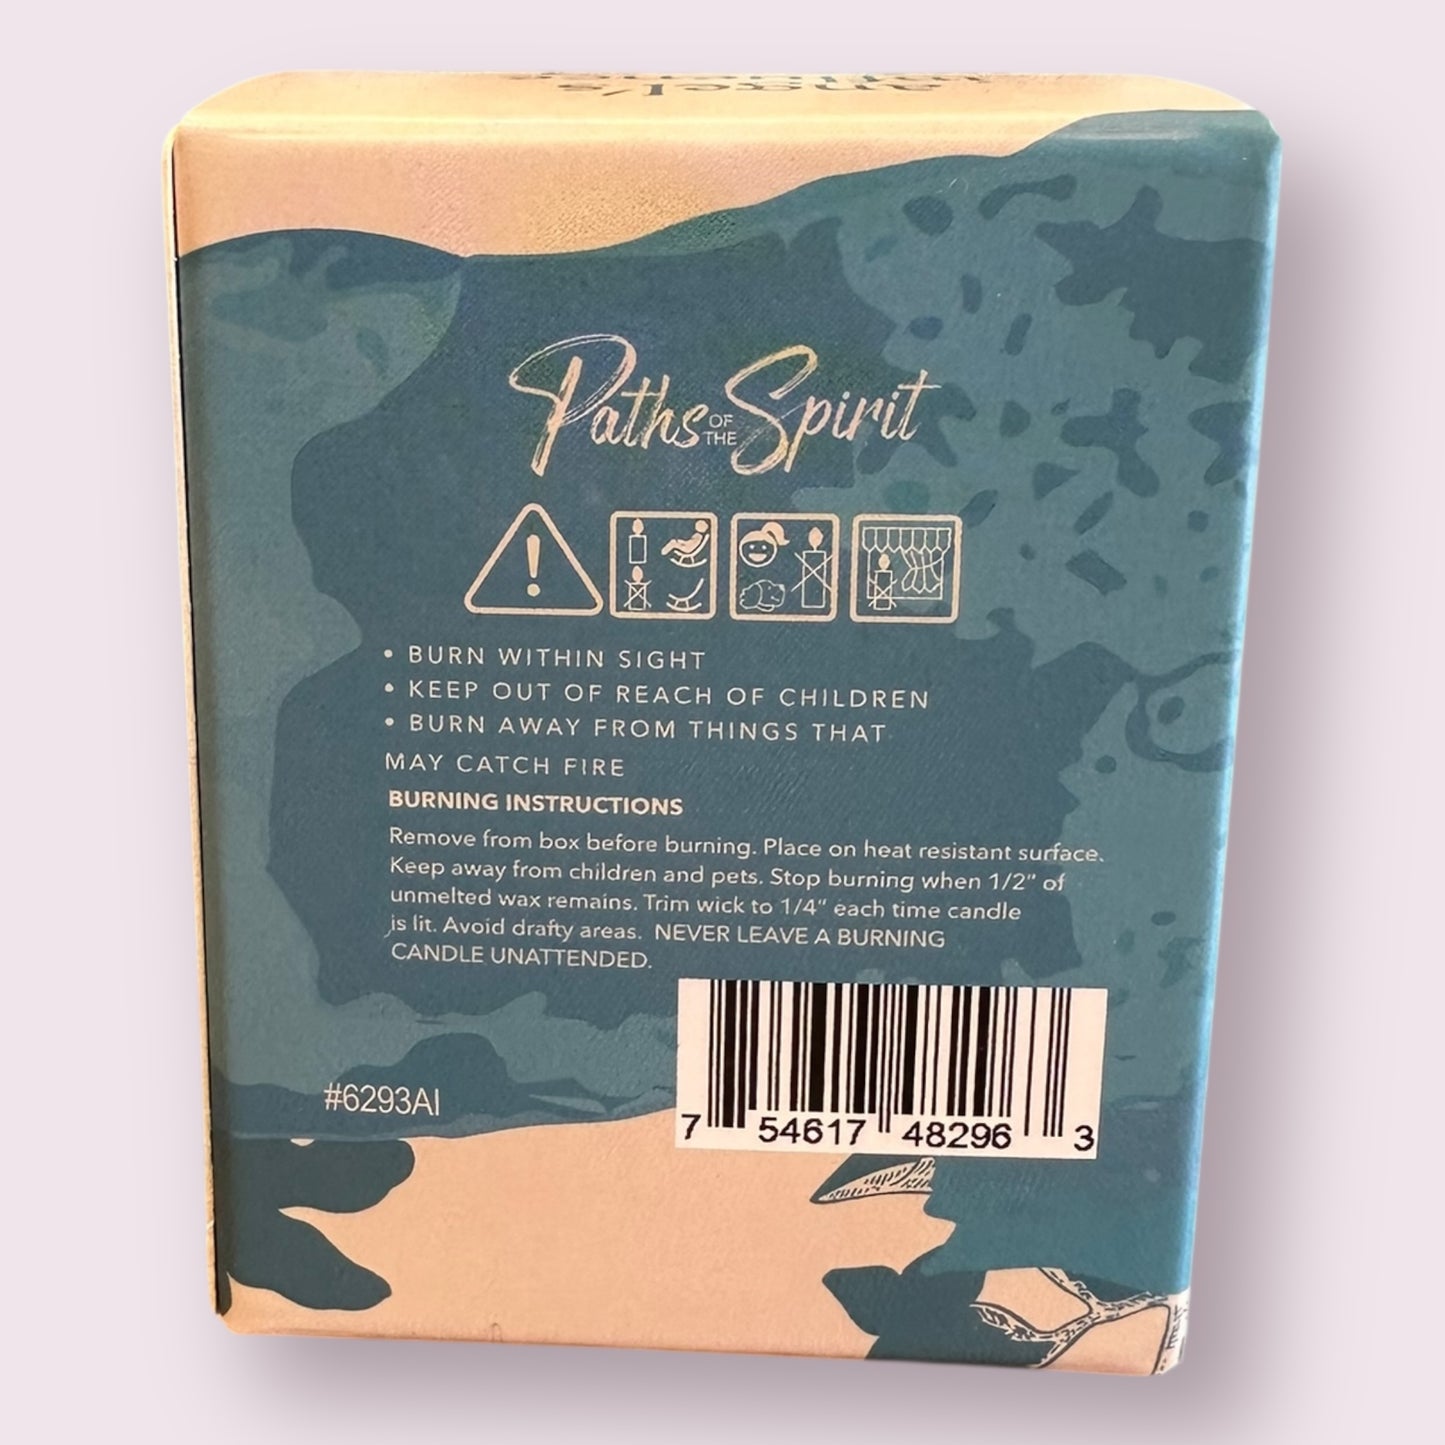 angel's
Paths OF THE Spirit
• BURN WITHIN SIGHT
• KEEP OUT OF REACH OF CHILDREN
• BURN AWAY FROM THINGS THAT
MAY CATCH FIRE
BURNING INSTRUCTIONS
Remove from box before burning. Place on heat resistant surface.
Keep away from children and pets. Stop burning when 1/2" of
unmelted wax remains. Trim wick to 1/4" each time candle
is lit. Avoid drafty areas. NEVER LEAVE A BURNING
CANDLE UNATTENDED.
#6293AI
7 54617 48296 3